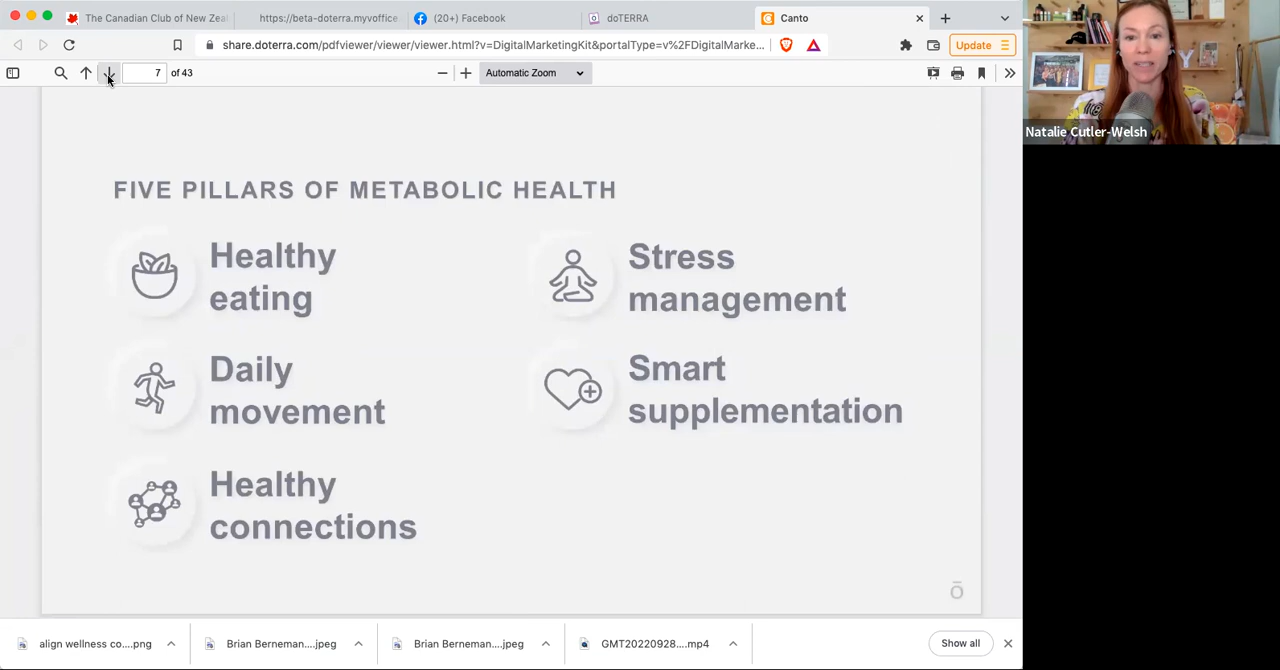 The Canadian Club of New Zeal
https://beta-doterra.myvoffice.
(20+) Facebook
doTERRA
Canto
share.doterra.com/pdfviewer/viewer/viewer.html?v=DigitalMarketingKit&portalType=v%2FDigitalMarke...
Update
7 of 43
Automatic Zoom
Natalie Cutler-Welsh
FIVE PILLARS OF METABOLIC HEALTH
Healthy
eating
Stress
management
Daily
movement
Smart
supplementation
Healthy
connections
ō
align wellness co....png
Brian Berneman...jpeg
Brian Berneman...jpeg
GMT20220928....mp4
Show all